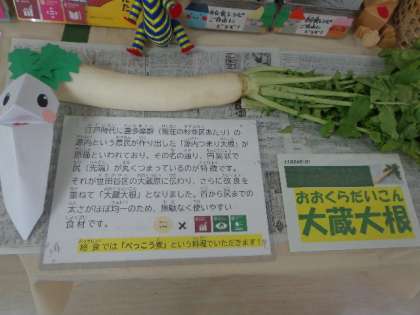 江戸時代に豊多摩郡(現在の杉並区あたり)の
源内という農民が作り出した「源内つまり大根」が
原種といわれており、その名の通り、円筒状で
尻(先端)が丸くつまっているのが特徴です。
それが世田谷区の大蔵原に伝わり、さらに改良を
重ねて「大蔵大根」となりました。首から尻までの
太さがほぼ均一のため、無駄なく使いやすい
食材です。
給食では「べっこう煮」という料理でいただきます!
おおくらだいこん
大蔵大根